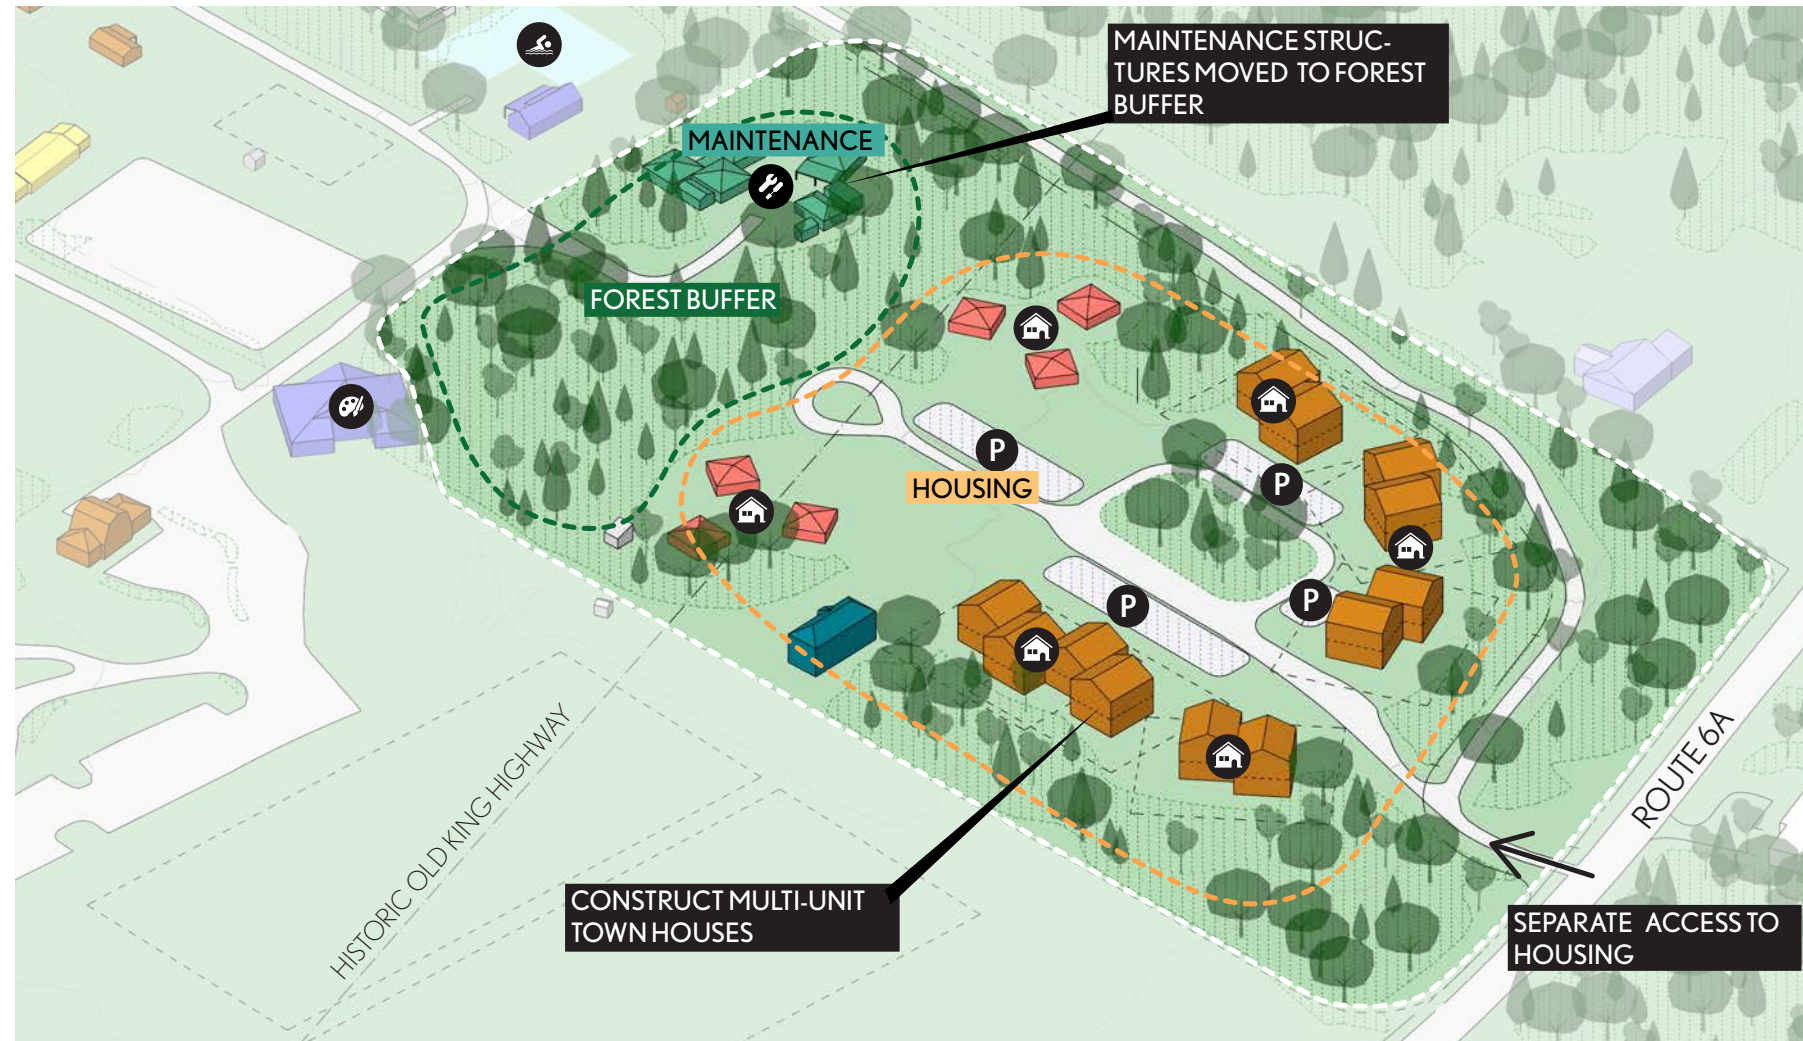 MAINTENANCE STRUC-
TURES MOVED TO FOREST
BUFFER
MAINTENANCE
FOREST BUFFER
P
HOUSING
P
P
P
HISTORIC OLD KING HIGHWAY
ROUTE 6A
CONSTRUCT MULTI-UNIT
TOWN HOUSES
SEPARATE ACCESS TO
HOUSING